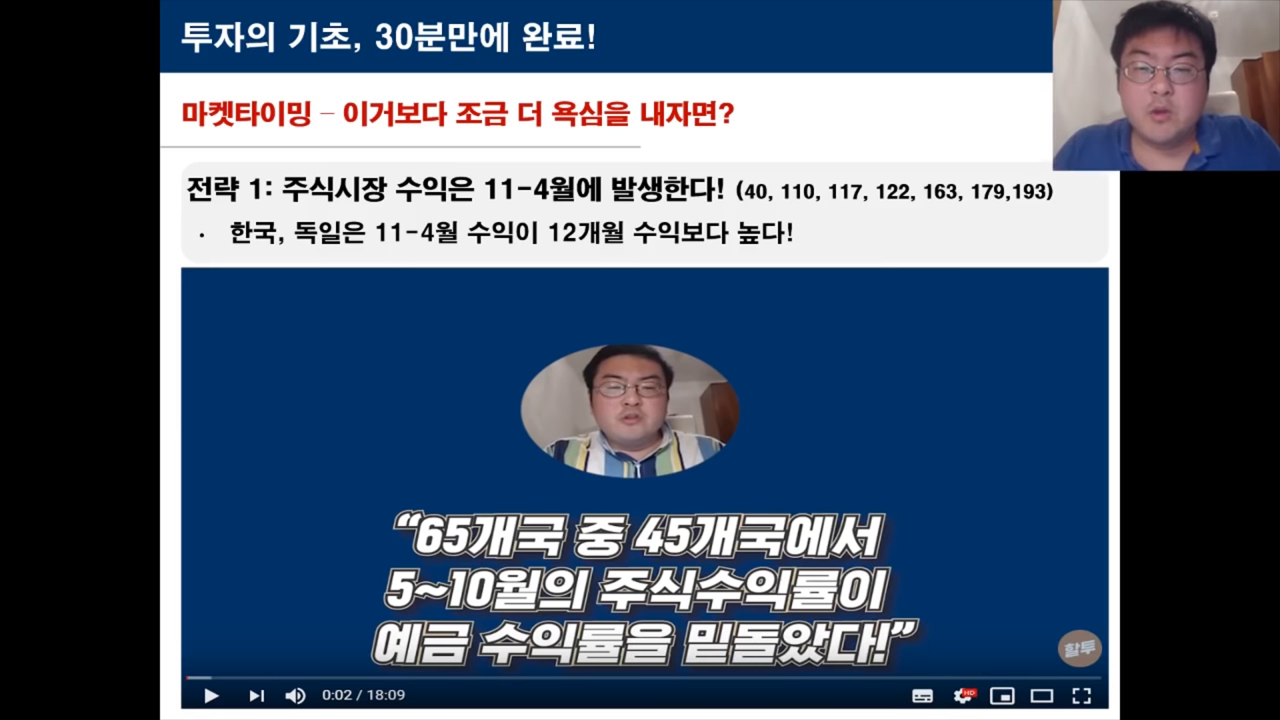 투자의 기초, 30분만에 완료!
마켓타이밍 – 이거보다 조금 더 욕심을 내자면?
전략 1: 주식시장 수익은 11-4월에 발생한다! (40, 110, 117, 122, 163, 179,193)
· 한국, 독일은 11-4월 수익이 12개월 수익보다 높다!
“65개국 중 45개국에서
5~10월의 주식수익률이
예금 수익률을 밑돌았다!”
할투
0:02 / 18:09
HD